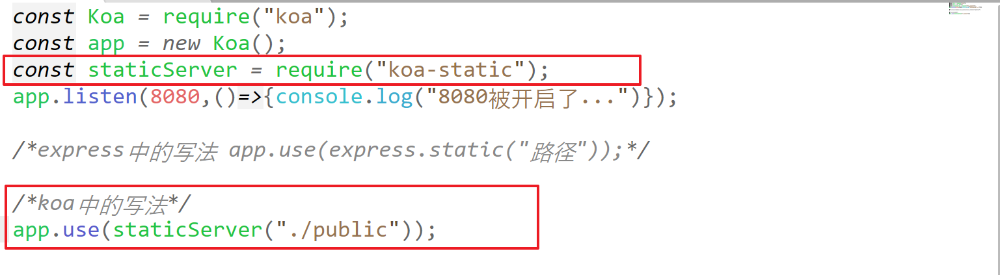 const Koa = require("koa");
const app = new Koa();
const staticServer = require("koa-static");
app.listen(8080,()=>{console.log("8080被开启了...")});
/*express中的写法 app.use(express.static("路径"));*/
/*koa中的写法*/
app.use(staticServer("./public"));